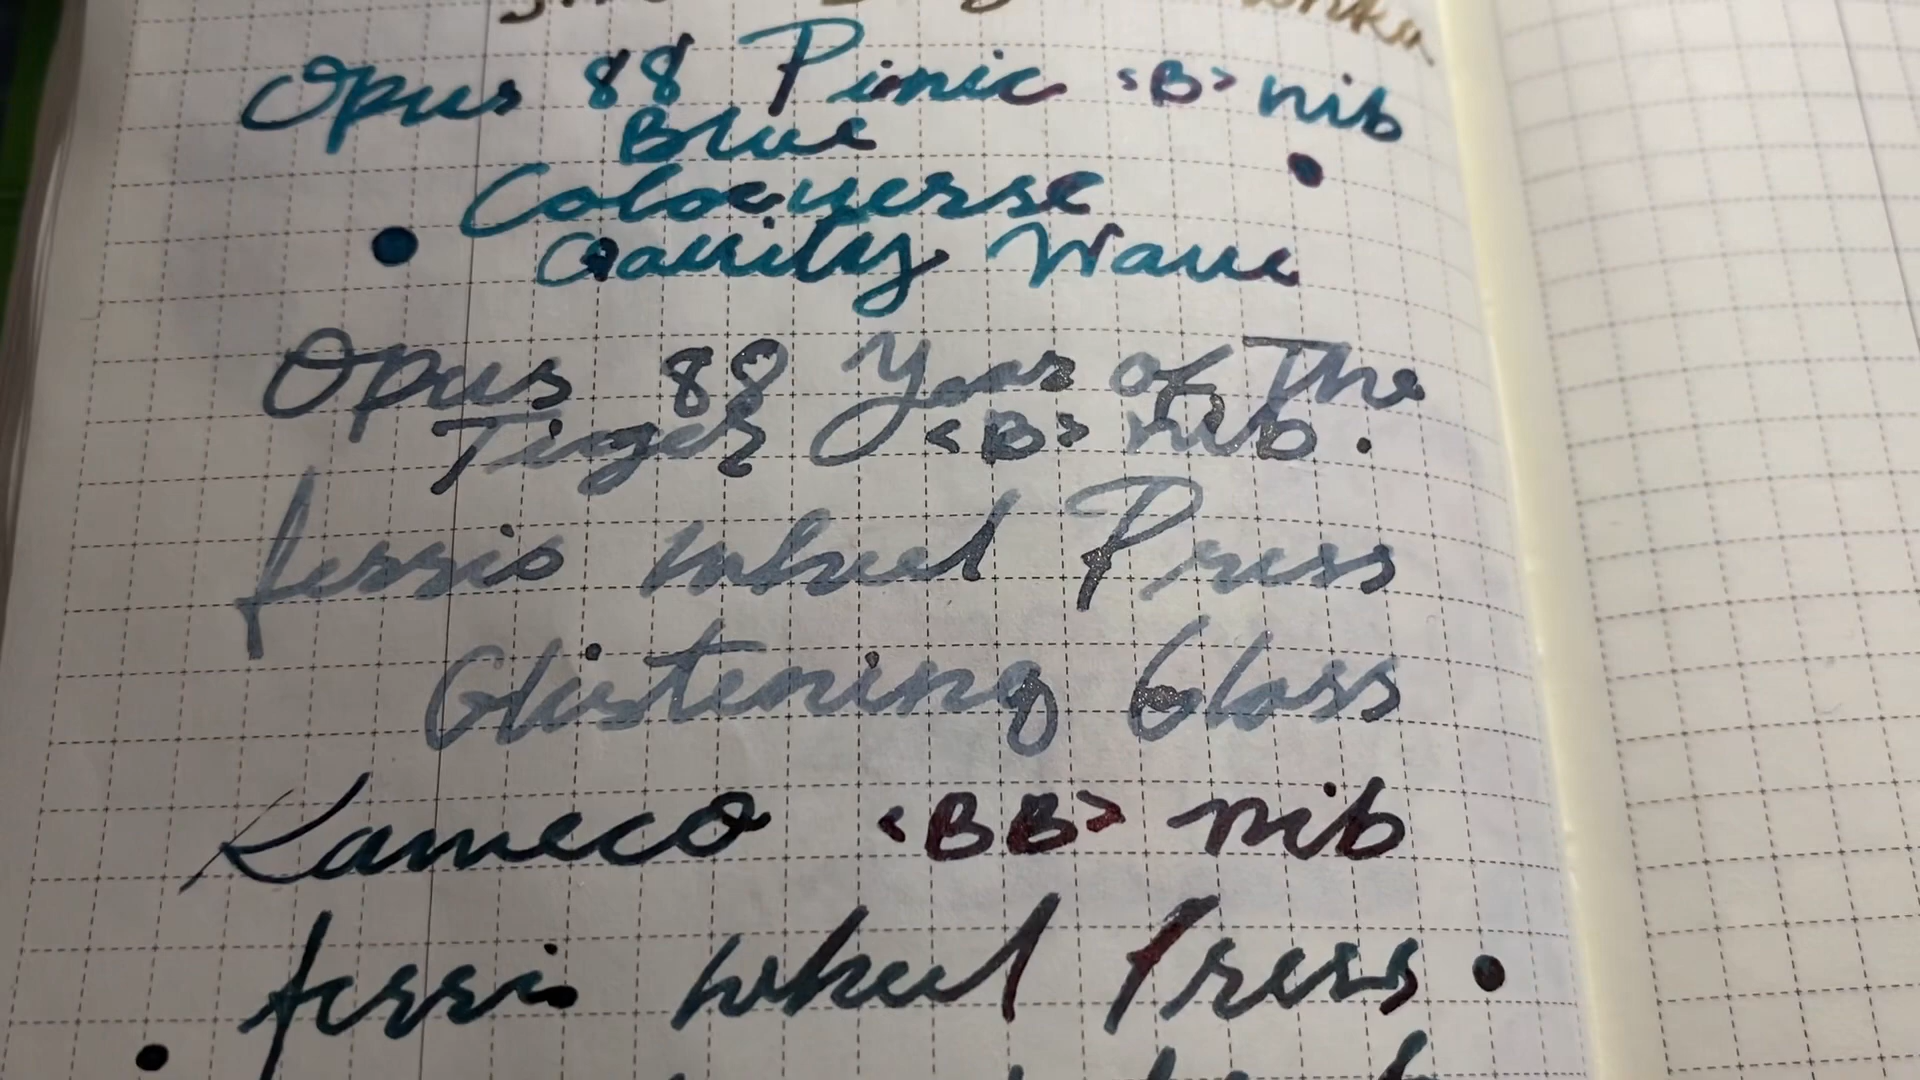 Opus 88 Picnic <B> nib
Blue
Colorverse
Gravity Wave
Opus 88 Year of The
Tiger <B> nib.
ferris wheel Press
Glistening Glass
Kameco <BB> nib
ferris wheel Press